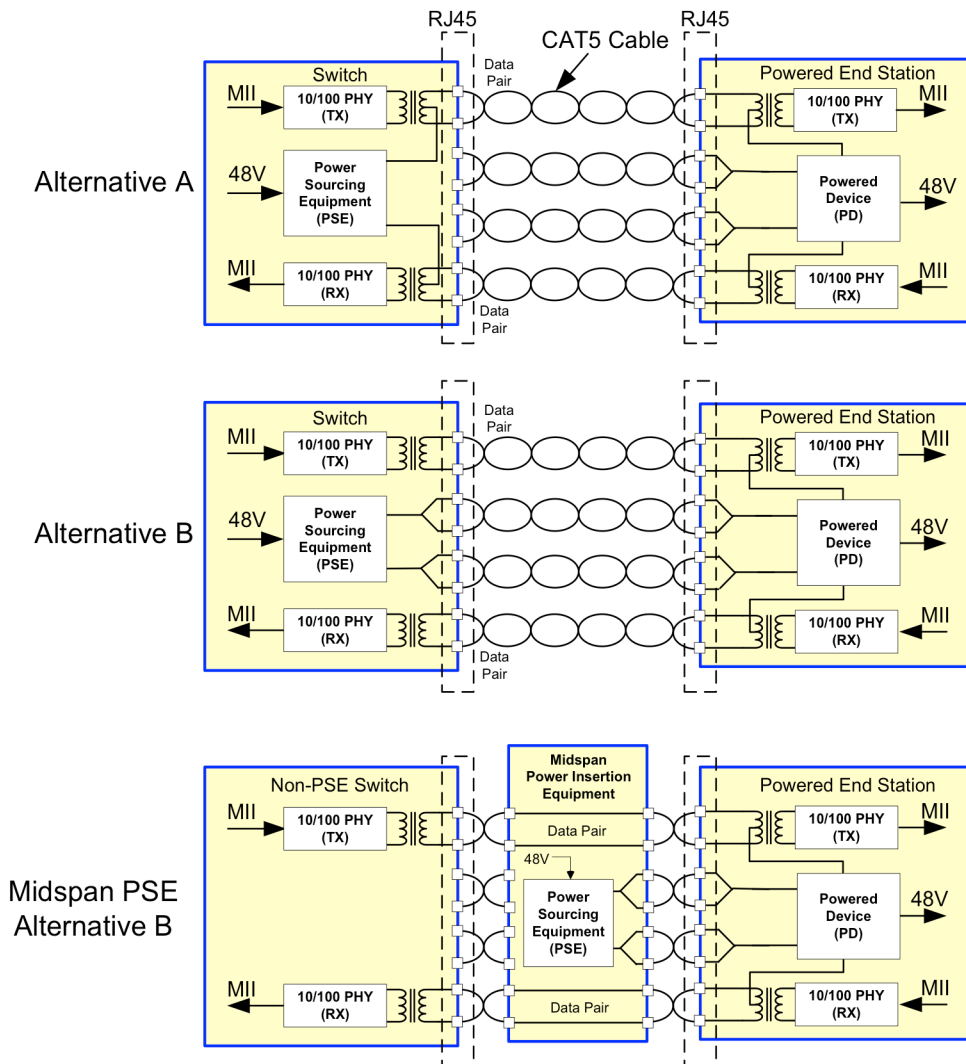 RJ45
RJ45
CAT5 Cable
Data
Pair
Switch
Powered End Station
MII
10/100 PHY
(TX)
10/100 PHY
(TX)
MII
Alternative A
48V
Power
Sourcing
Equipment
(PSE)
Powered
Device
(PD)
48V
MII
10/100 PHY
(RX)
10/100 PHY
(RX)
MII
Data
Pair
Data
Pair
Switch
Powered End Station
MII
10/100 PHY
(TX)
10/100 PHY
(TX)
MII
Alternative B
48V
Power
Sourcing
Equipment
(PSE)
Powered
Device
(PD)
48V
MII
10/100 PHY
(RX)
10/100 PHY
(RX)
MII
Data
Pair
Midspan
Power Insertion
Equipment
Non-PSE Switch
Powered End Station
MII
10/100 PHY
(TX)
Data Pair
10/100 PHY
(TX)
MII
Midspan PSE
Alternative B
48V
Power
Sourcing
Equipment
(PSE)
Powered
Device
(PD)
48V
MII
10/100 PHY
(RX)
Data Pair
10/100 PHY
(RX)
MII